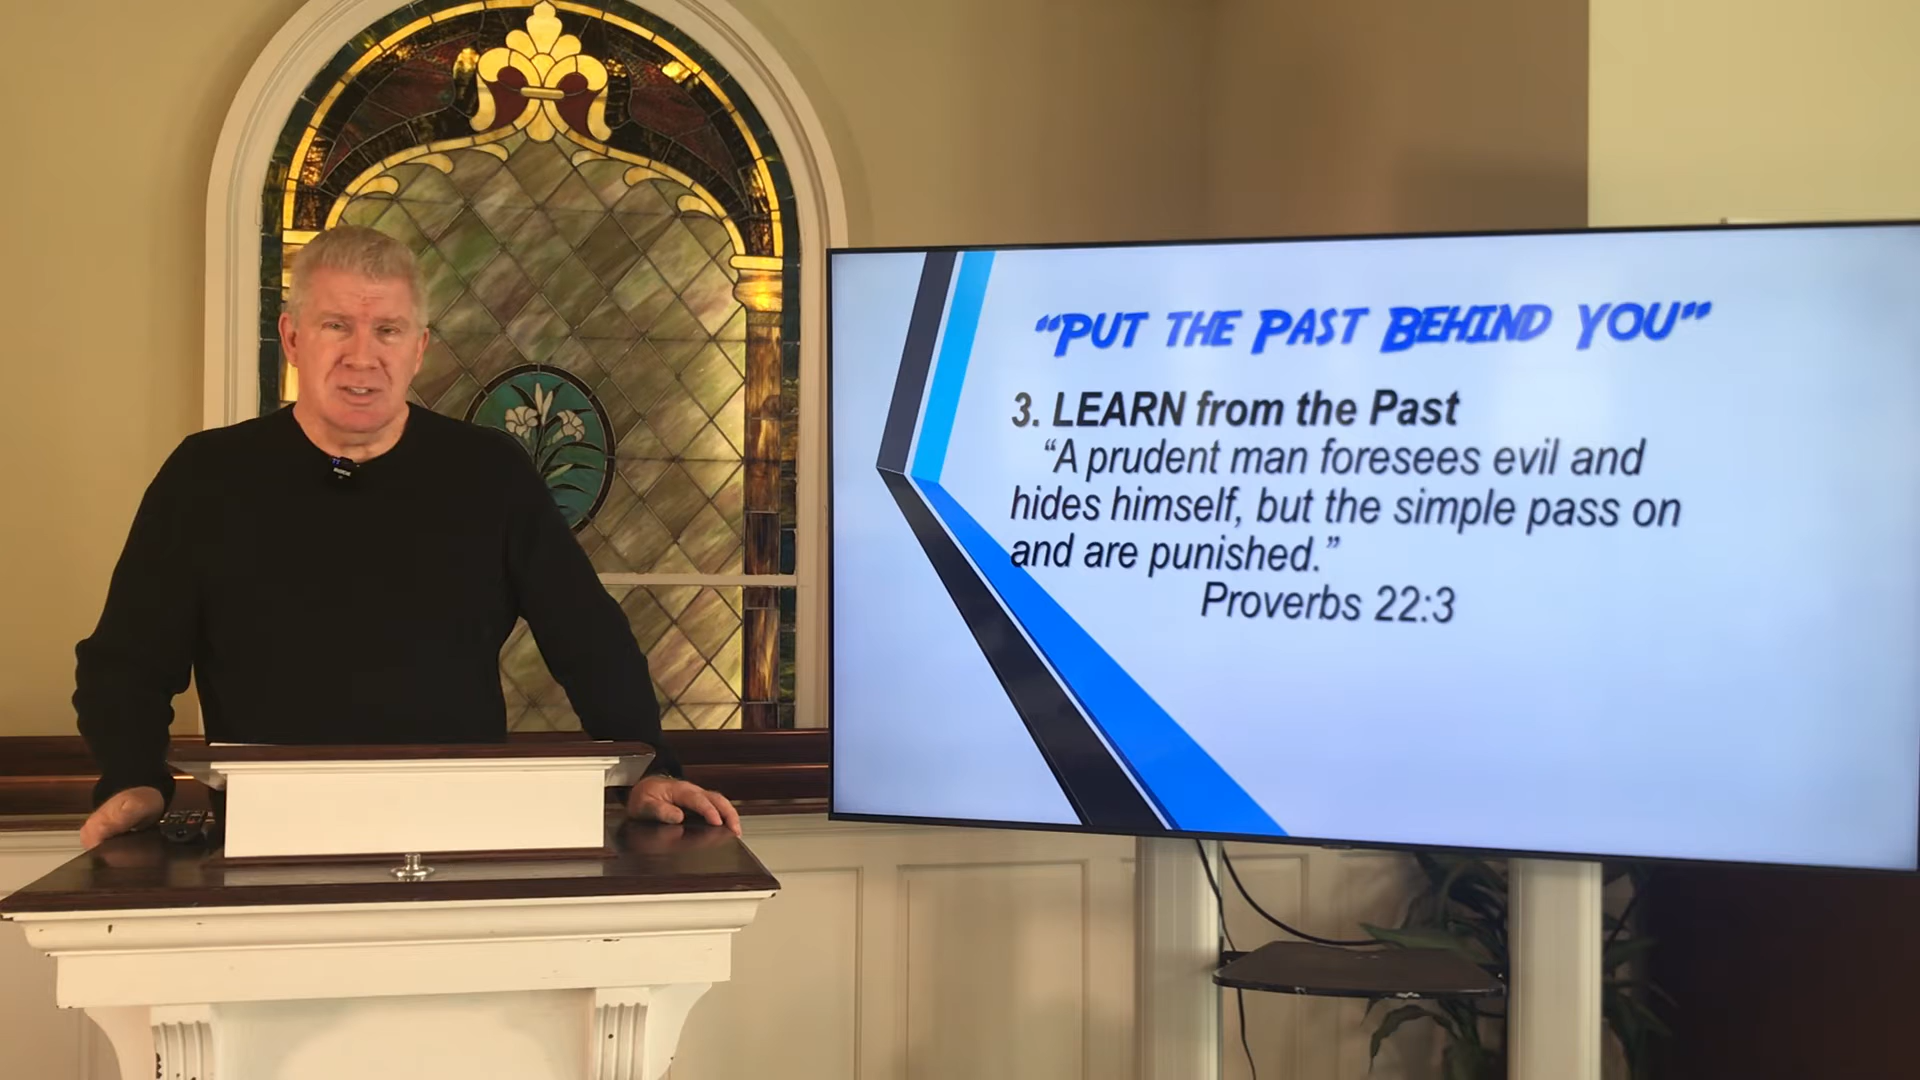 “PUT THE PAST BEHIND YOU”
3. LEARN from the Past
“A prudent man foresees evil and
hides himself, but the simple pass on
and are punished.”
Proverbs 22:3